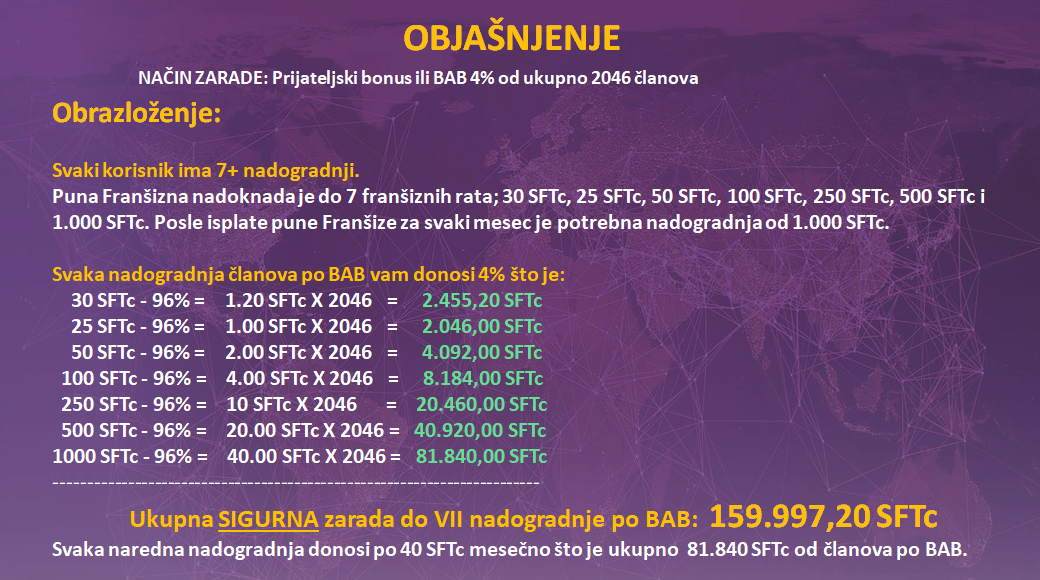 OBJAŠNJENJE
NAČIN ZARADE: Prijateljski bonus ili BAB 4% od ukupno 2046 članova
Obrazloženje:
Svaki korisnik ima 7+ nadogradnji.
Puna Franšizna nadoknada je do 7 franšiznih rata; 30 SFTc, 25 SFTc, 50 SFTc, 100 SFTc, 250 SFTc, 500 SFTc i
1.000 SFTc. Posle isplate pune Franšize za svaki mesec je potrebna nadogradnja od 1.000 SFTc.
Svaka nadogradnja članova po BAB vam donosi 4% što je:
30 SFTc - 96% = 1.20 SFTc X 2046 = 2.455,20 SFTc
25 SFTc - 96% = 1.00 SFTc X 2046 = 2.046,00 SFTc
50 SFTc - 96% = 2.00 SFTc X 2046 = 4.092,00 SFTc
100 SFTc - 96% = 4.00 SFTc X 2046 = 8.184,00 SFTc
250 SFTc - 96% = 10 SFTc X 2046 = 20.460,00 SFTc
500 SFTc - 96% = 20.00 SFTc X 2046 = 40.920,00 SFTc
1000 SFTc - 96% = 40.00 SFTc X 2046 = 81.840,00 SFTc
----------------------------------------------------------------------
Ukupna SIGURNA zarada do VII nadogradnje po BAB: 159.997,20 SFTc
Svaka naredna nadogradnja donosi po 40 SFTc mesečno što je ukupno 81.840 SFTc od članova po BAB.